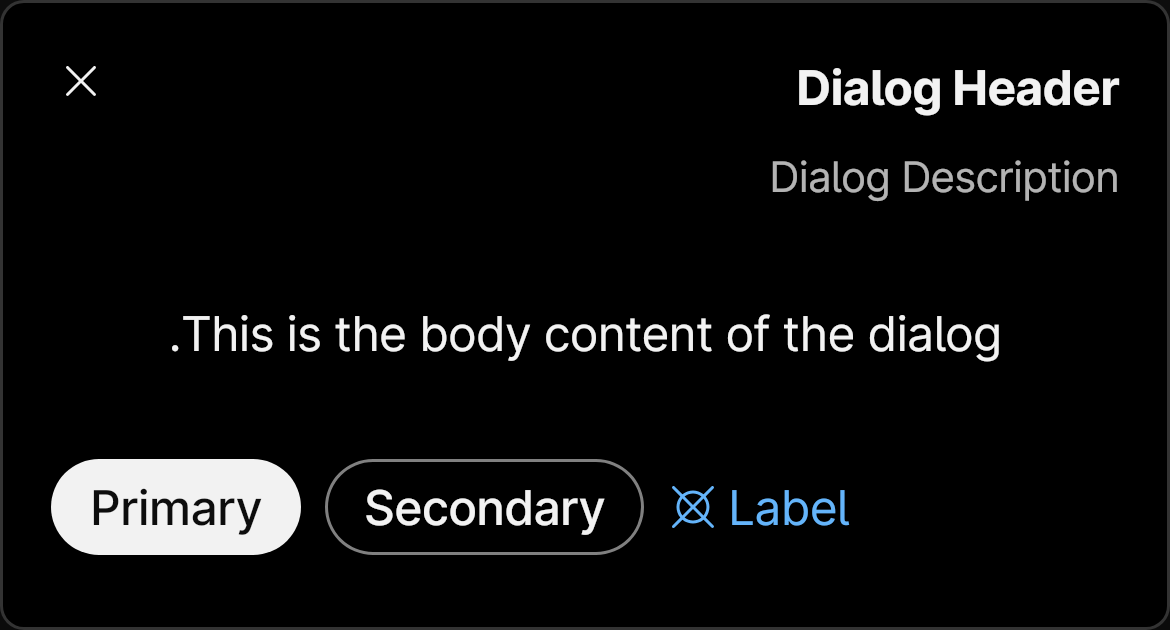 Dialog Header
Dialog Description
.This is the body content of the dialog
Primary
Secondary
Label